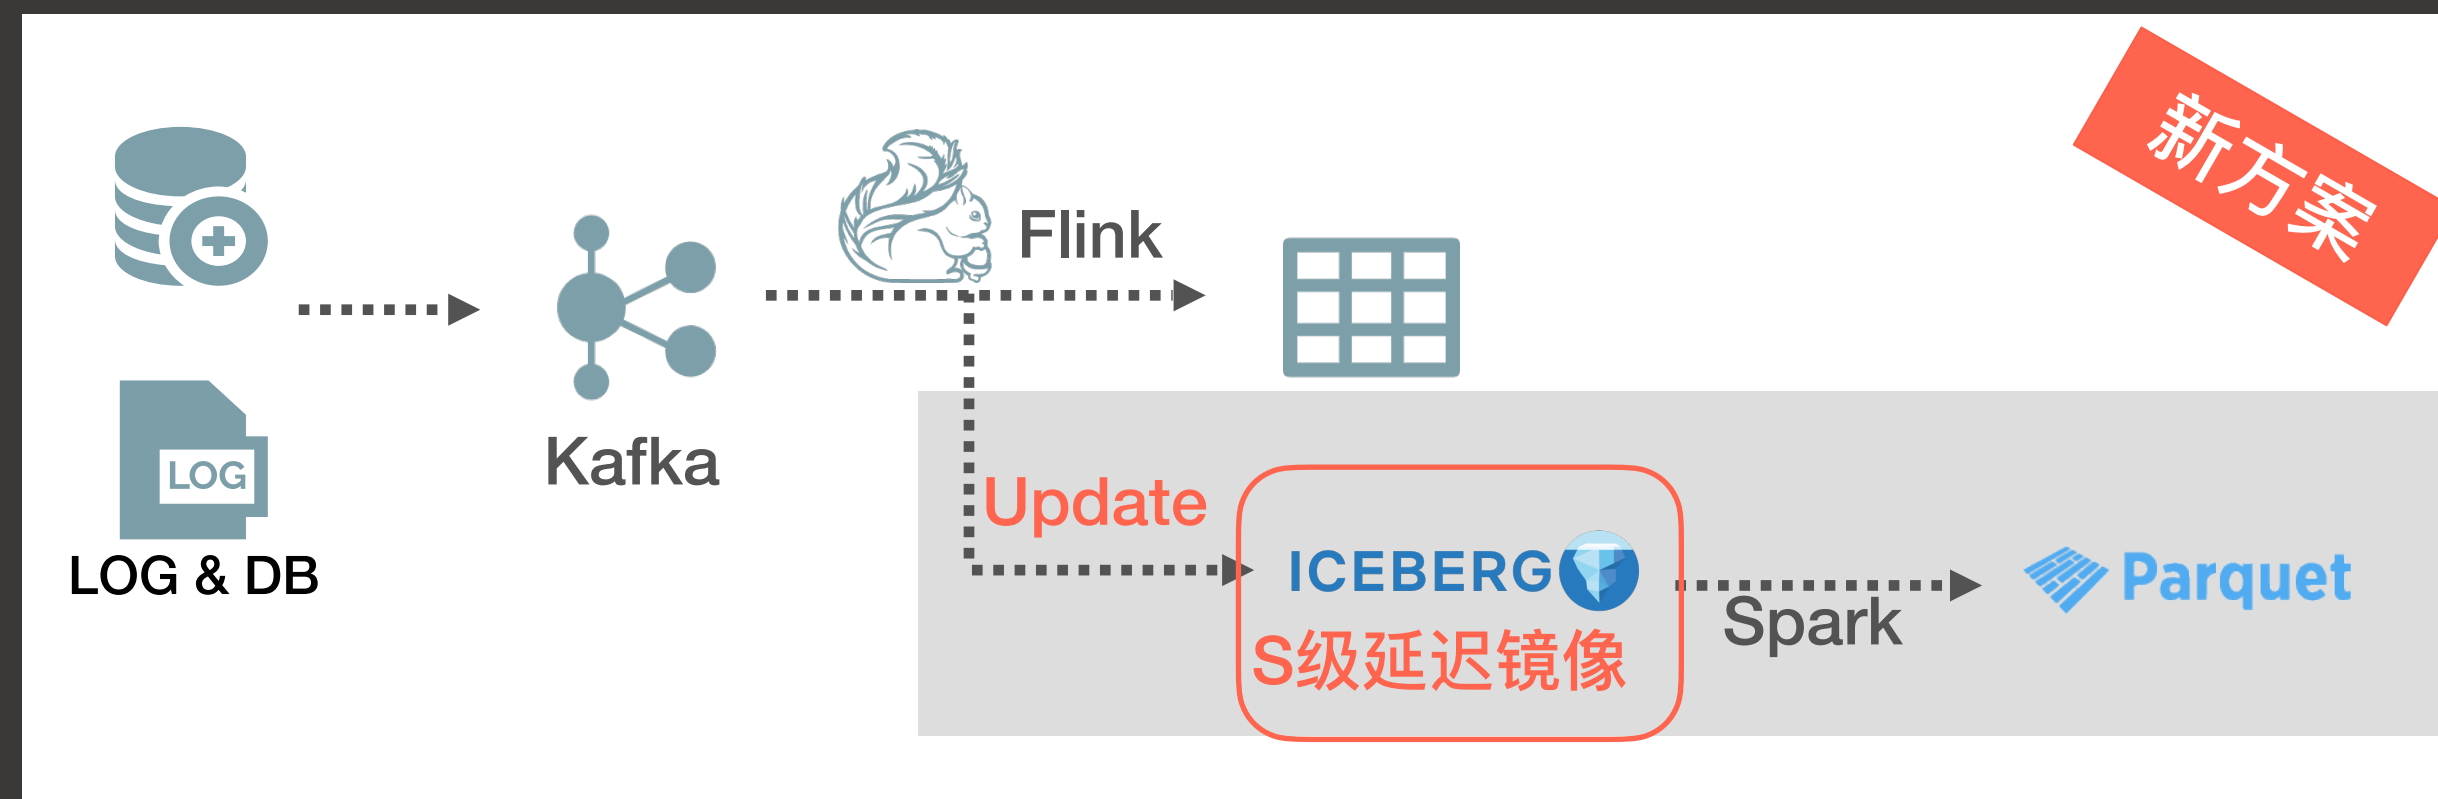 新方案
Flink
Kafka
LOG
LOG & DB
Update
ICEBERG
S级延迟镜像
Spark
Parquet